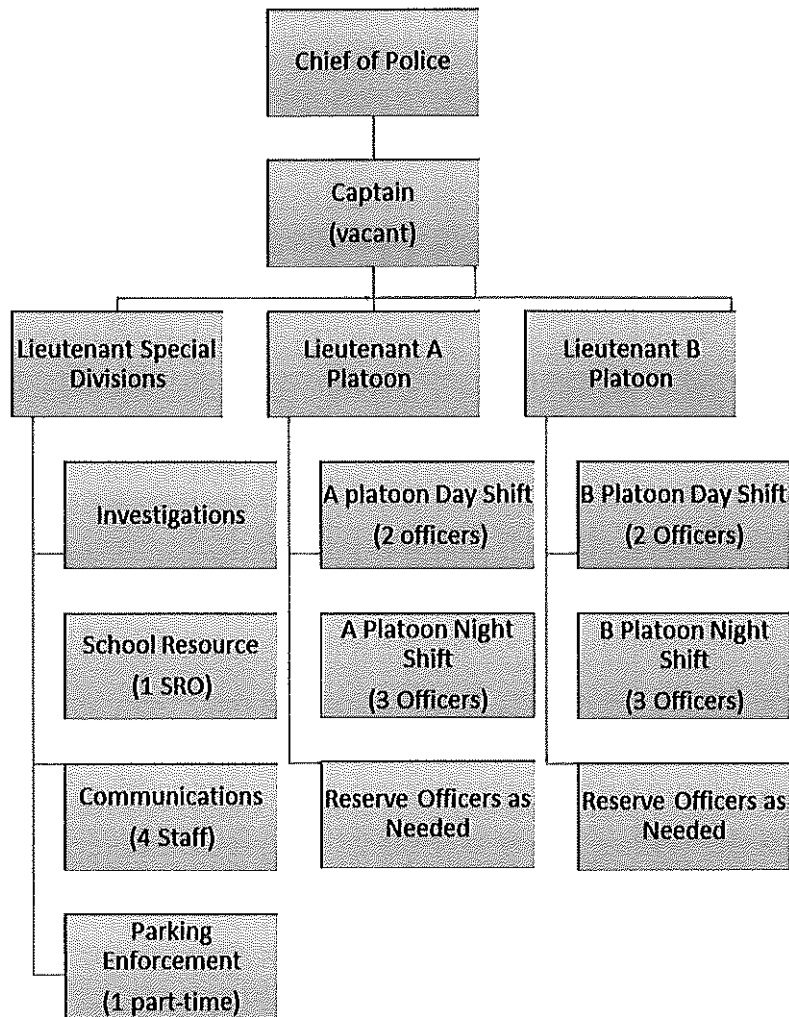 Chief of Police
Captain
(vacant)
Lieutenant Special
Divisions
Lieutenant A
Platoon
Lieutenant B
Platoon
Investigations
A platoon Day Shift
(2 officers)
B Platoon Day Shift
(2 Officers)
School Resource
(1 SRO)
A Platoon Night
Shift
(3 Officers)
B Platoon Night
Shift
(3 Officers)
Communications
(4 Staff)
Reserve Officers as
Needed
Reserve Officers as
Needed
Parking
Enforcement
(1 part-time)